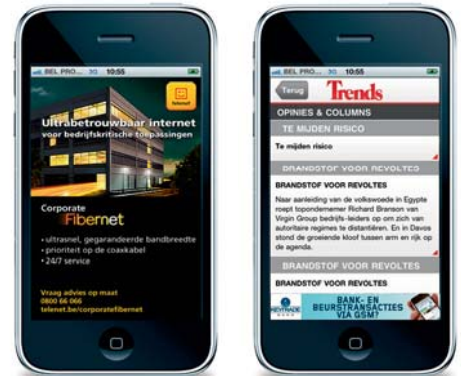 BEL PRO... 3G 10:55
telenet
Ultrabetrouwbaar internet
voor bedrijfskritische toepassingen
Corporate
Fibernet
• ultrasnel, gegarandeerde bandbreedte
• prioriteit op de coaxkabel
• 24/7 service
Vraag advies op maat
0800 66 066
telenet.be/corporatefibernet
BEL PRO... 3G 10:55
Terug
Trends
OPINIES & COLUMNS
TE MIJDEN RISICO
Te mijden risico
BRANDSTOF VOOR REVOLTES
BRANDSTOF VOOR REVOLTES
Naar aanleiding van de volkswoede in Egypte
roept topondernemer Richard Branson van
Virgin Group bedrijfs-leiders op om zich van
autoritaire regimes te distantiëren. En in Davos
stond de groeiende kloof tussen arm en rijk op
de agenda.
BRANDSTOF VOOR REVOLTES
BRANDSTOF VOOR REVOLTES
KEYTRADE
BANK
BANK- EN
BEURSTRANSACTIES
VIA GSM?